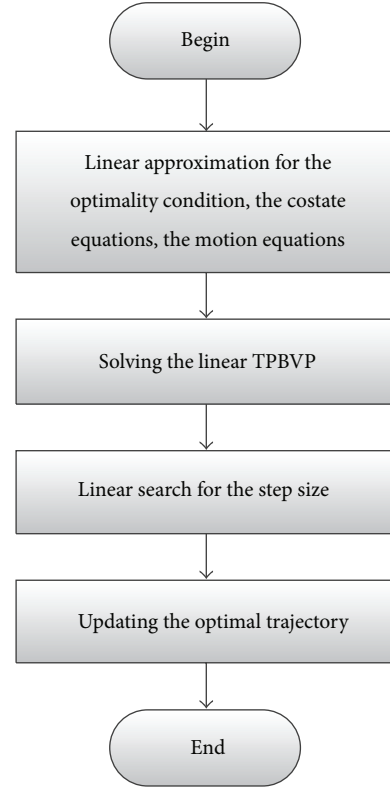 Begin
Linear approximation for the
optimality condition, the costate
equations, the motion equations
Solving the linear TPBVP
Linear search for the step size
Updating the optimal trajectory
End